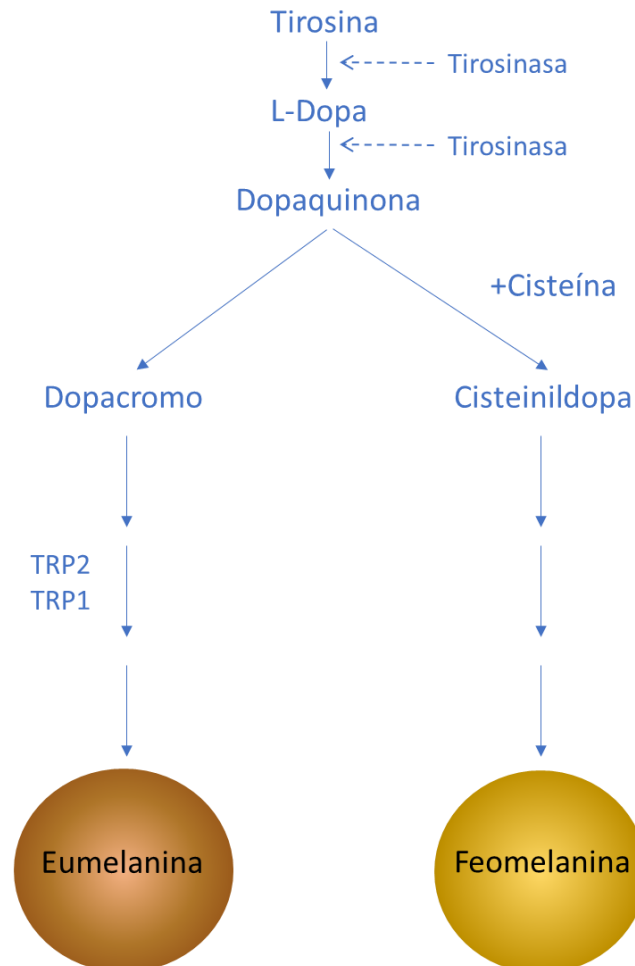 Tirosina
Tirosinasa
L-Dopa
Tirosinasa
Dopaquinona
+Cisteína
Dopacromo
Cisteinildopa
TRP2
TRP1
Eumelanina
Feomelanina